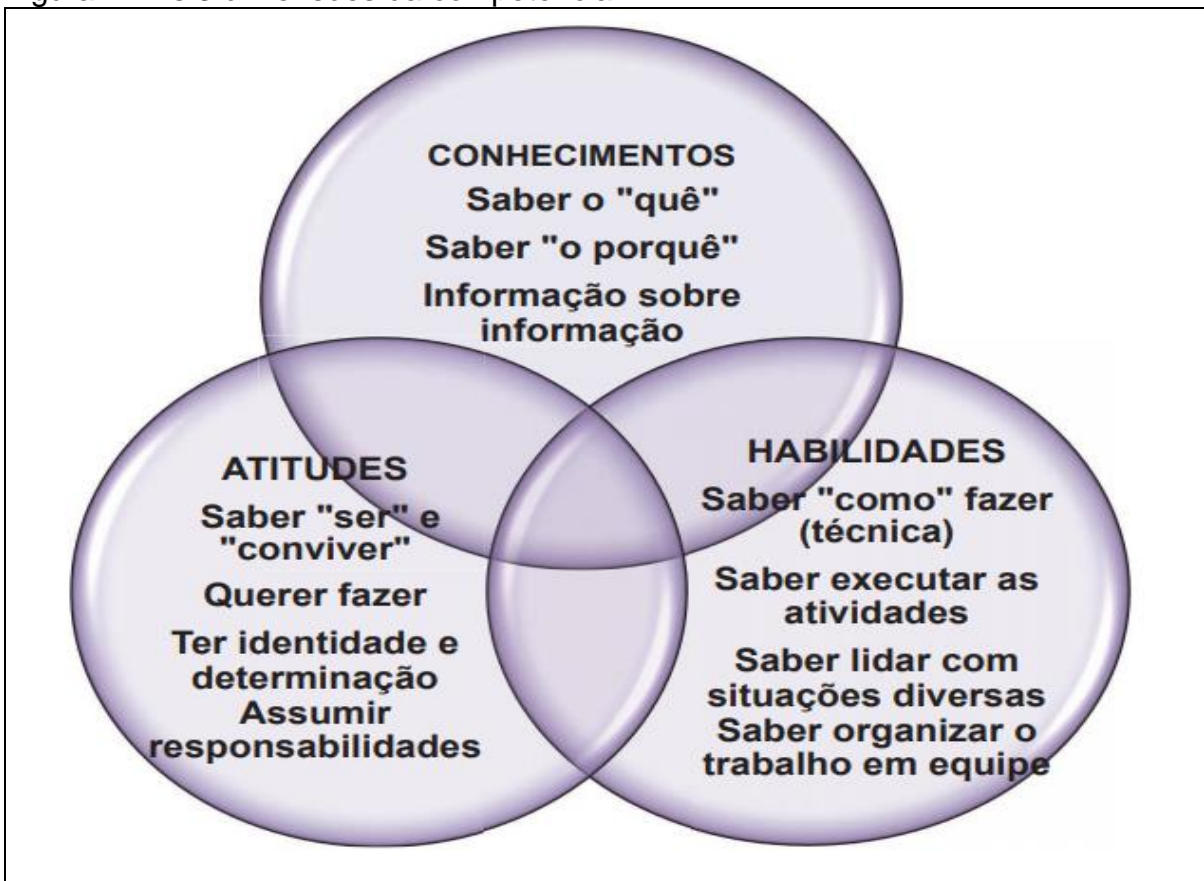 CONHECIMENTOS
Saber o "quê"
Saber "o porquê"
Informação sobre
informação
ATITUDES
Saber "ser" e
"conviver"
Querer fazer
Ter identidade e
determinação
Assumir
responsabilidades
HABILIDADES
Saber "como" fazer
(técnica)
Saber executar as
atividades
Saber lidar com
situações diversas
Saber organizar o
trabalho em equipe